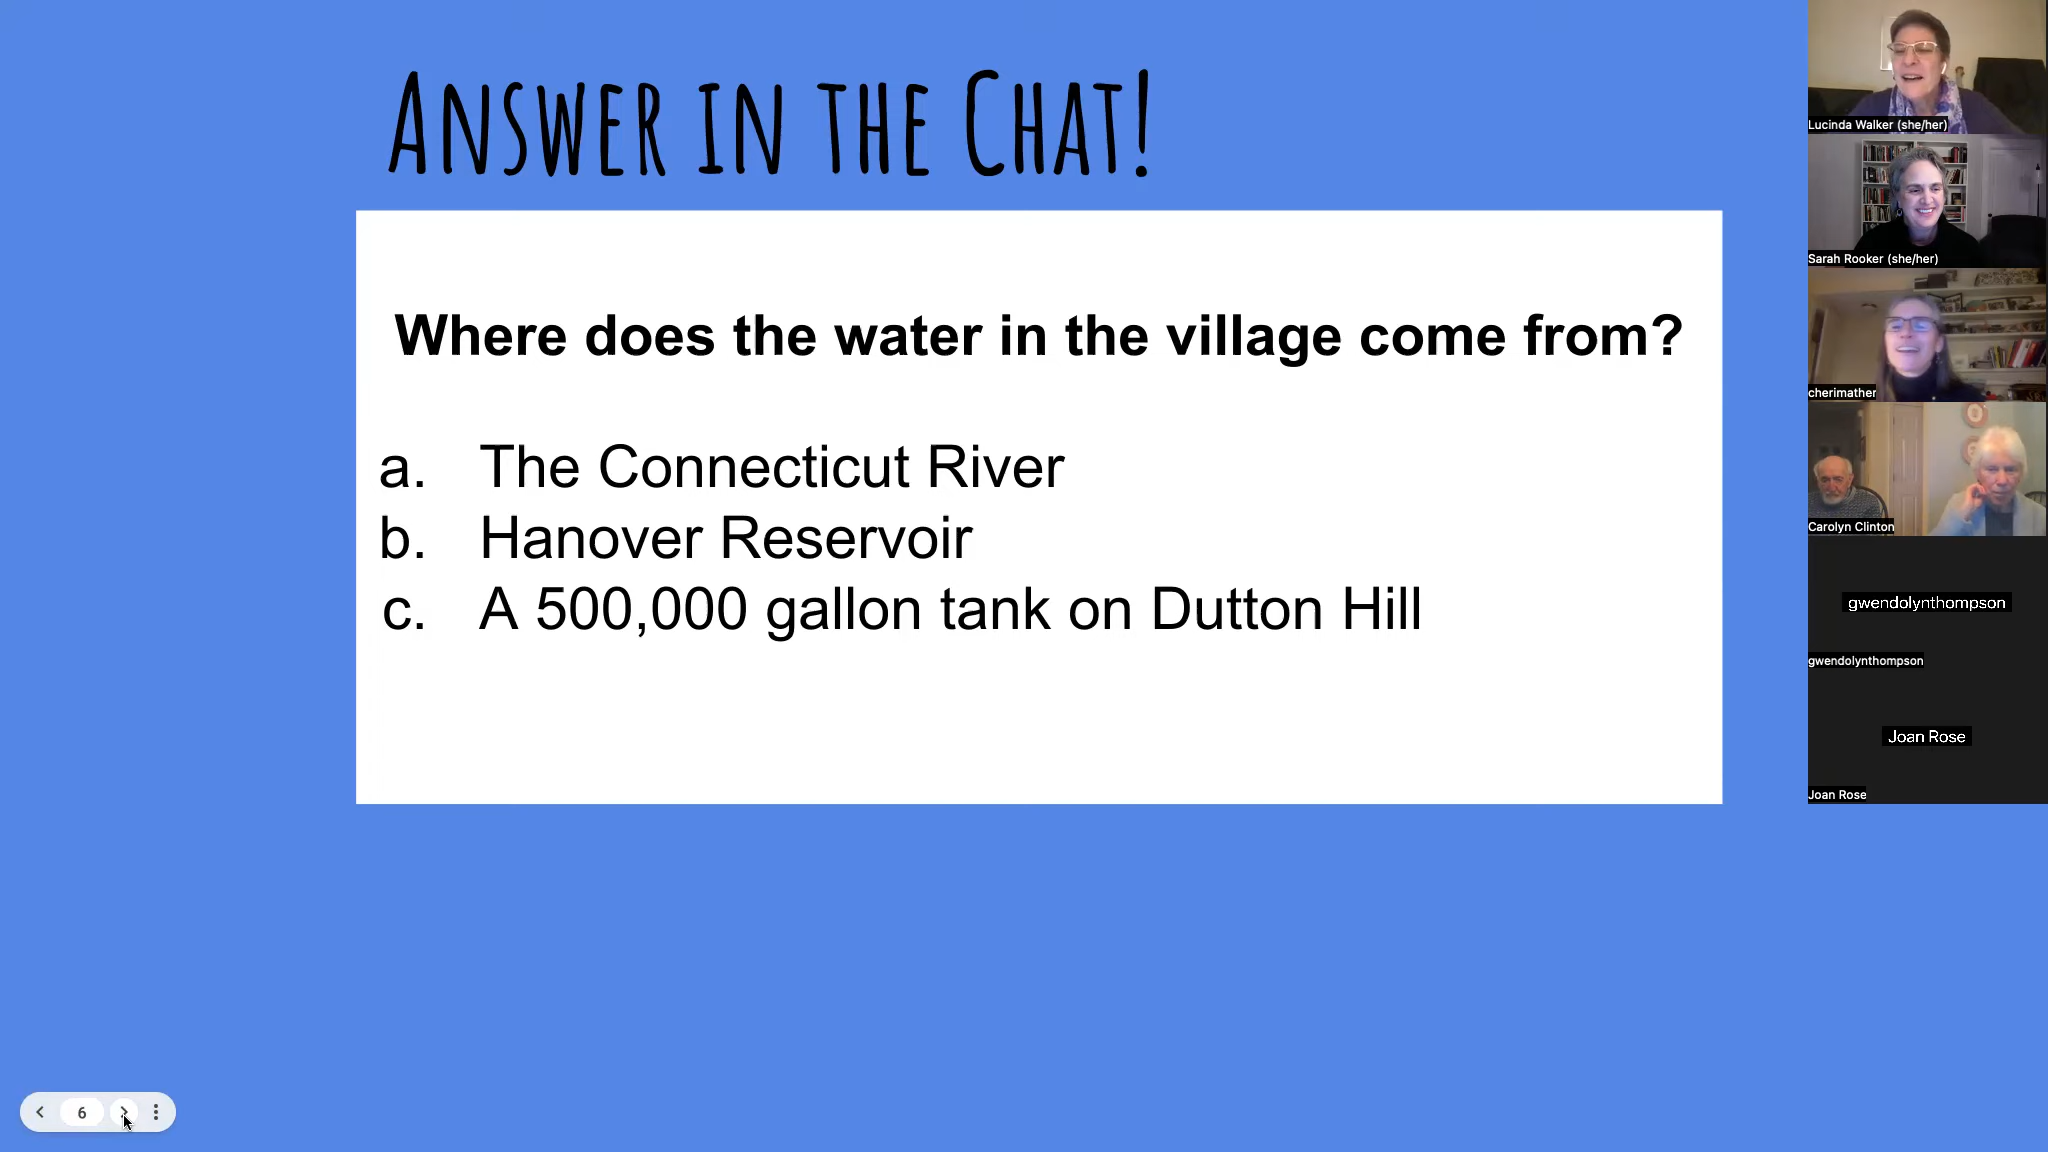 ANSWER IN THE CHAT!
Where does the water in the village come from?
a. The Connecticut River
b. Hanover Reservoir
c. A 500,000 gallon tank on Dutton Hill
Lucinda Walker (she/her)
Sarah Rooker (she/her)
cherimather
Carolyn Clinton
gwendolynthompson
gwendolynthompson
Joan Rose
Joan Rose
6